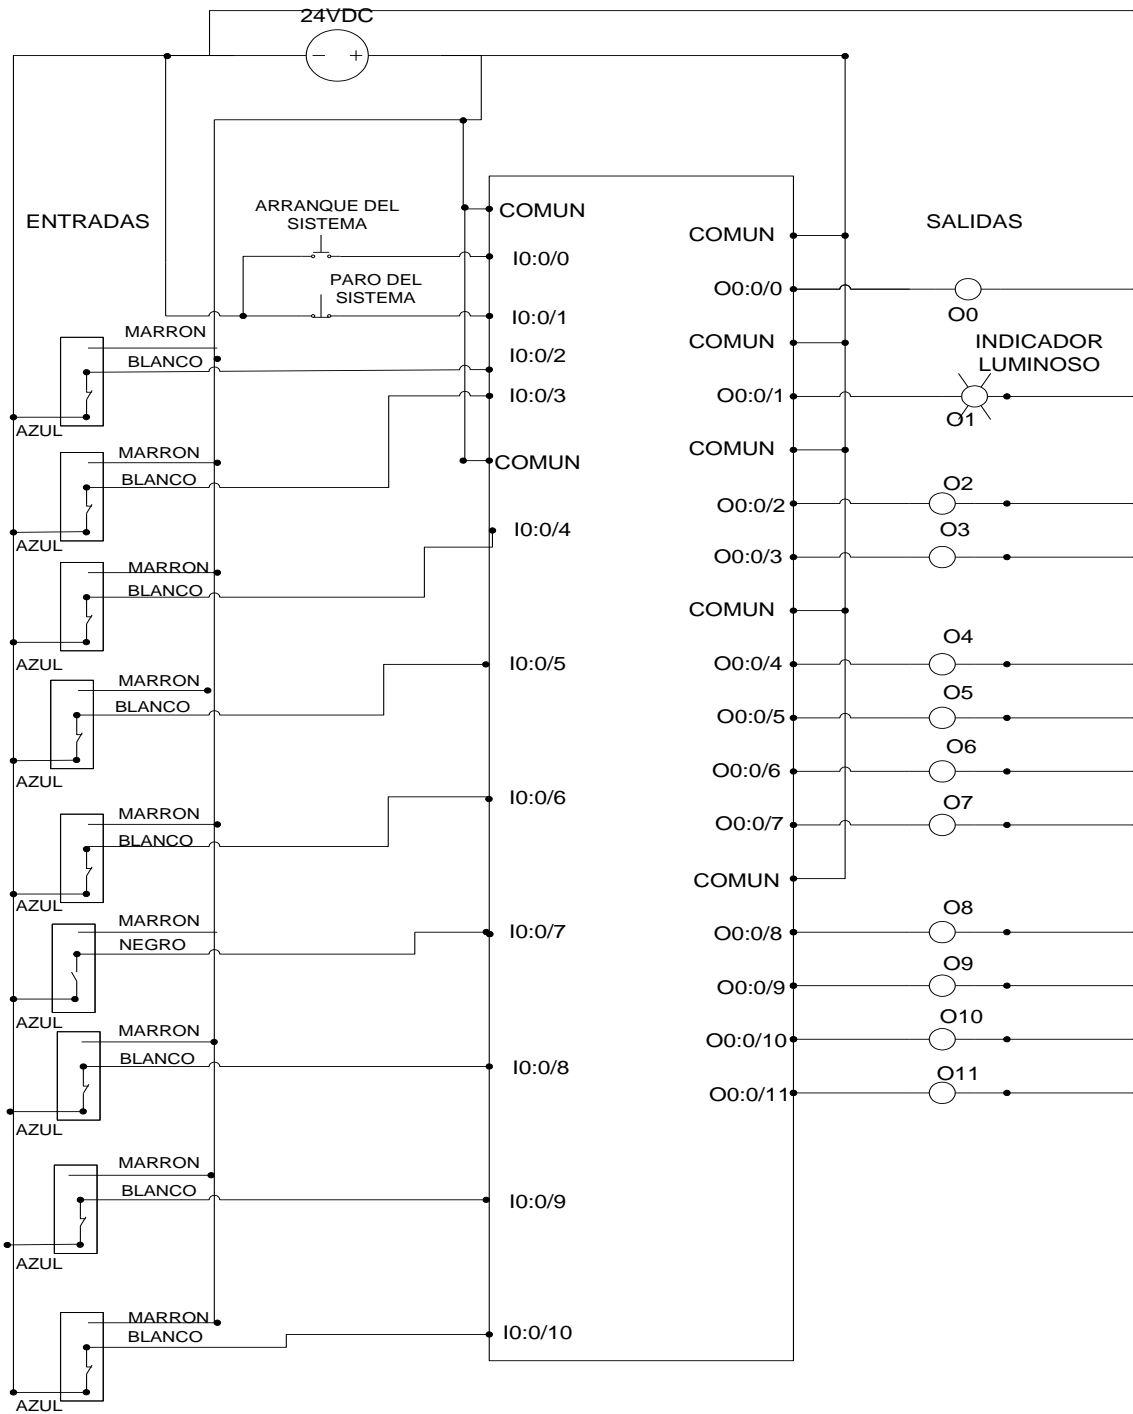 24VDC
− +
ENTRADAS
ARRANQUE DEL
SISTEMA
PARO DEL
SISTEMA
MARRON
BLANCO
AZUL
MARRON
BLANCO
AZUL
MARRON
BLANCO
AZUL
MARRON
BLANCO
AZUL
MARRON
BLANCO
AZUL
MARRON
NEGRO
AZUL
MARRON
BLANCO
AZUL
MARRON
BLANCO
AZUL
MARRON
BLANCO
AZUL
COMUN
I0:0/0
I0:0/1
I0:0/2
I0:0/3
COMUN
I0:0/4
I0:0/5
I0:0/6
I0:0/7
I0:0/8
I0:0/9
I0:0/10
COMUN
O0:0/0
COMUN
O0:0/1
COMUN
O0:0/2
O0:0/3
COMUN
O0:0/4
O0:0/5
O0:0/6
O0:0/7
COMUN
O0:0/8
O0:0/9
O0:0/10
O0:0/11
SALIDAS
O0
INDICADOR
LUMINOSO
O1
O2
O3
O4
O5
O6
O7
O8
O9
O10
O11